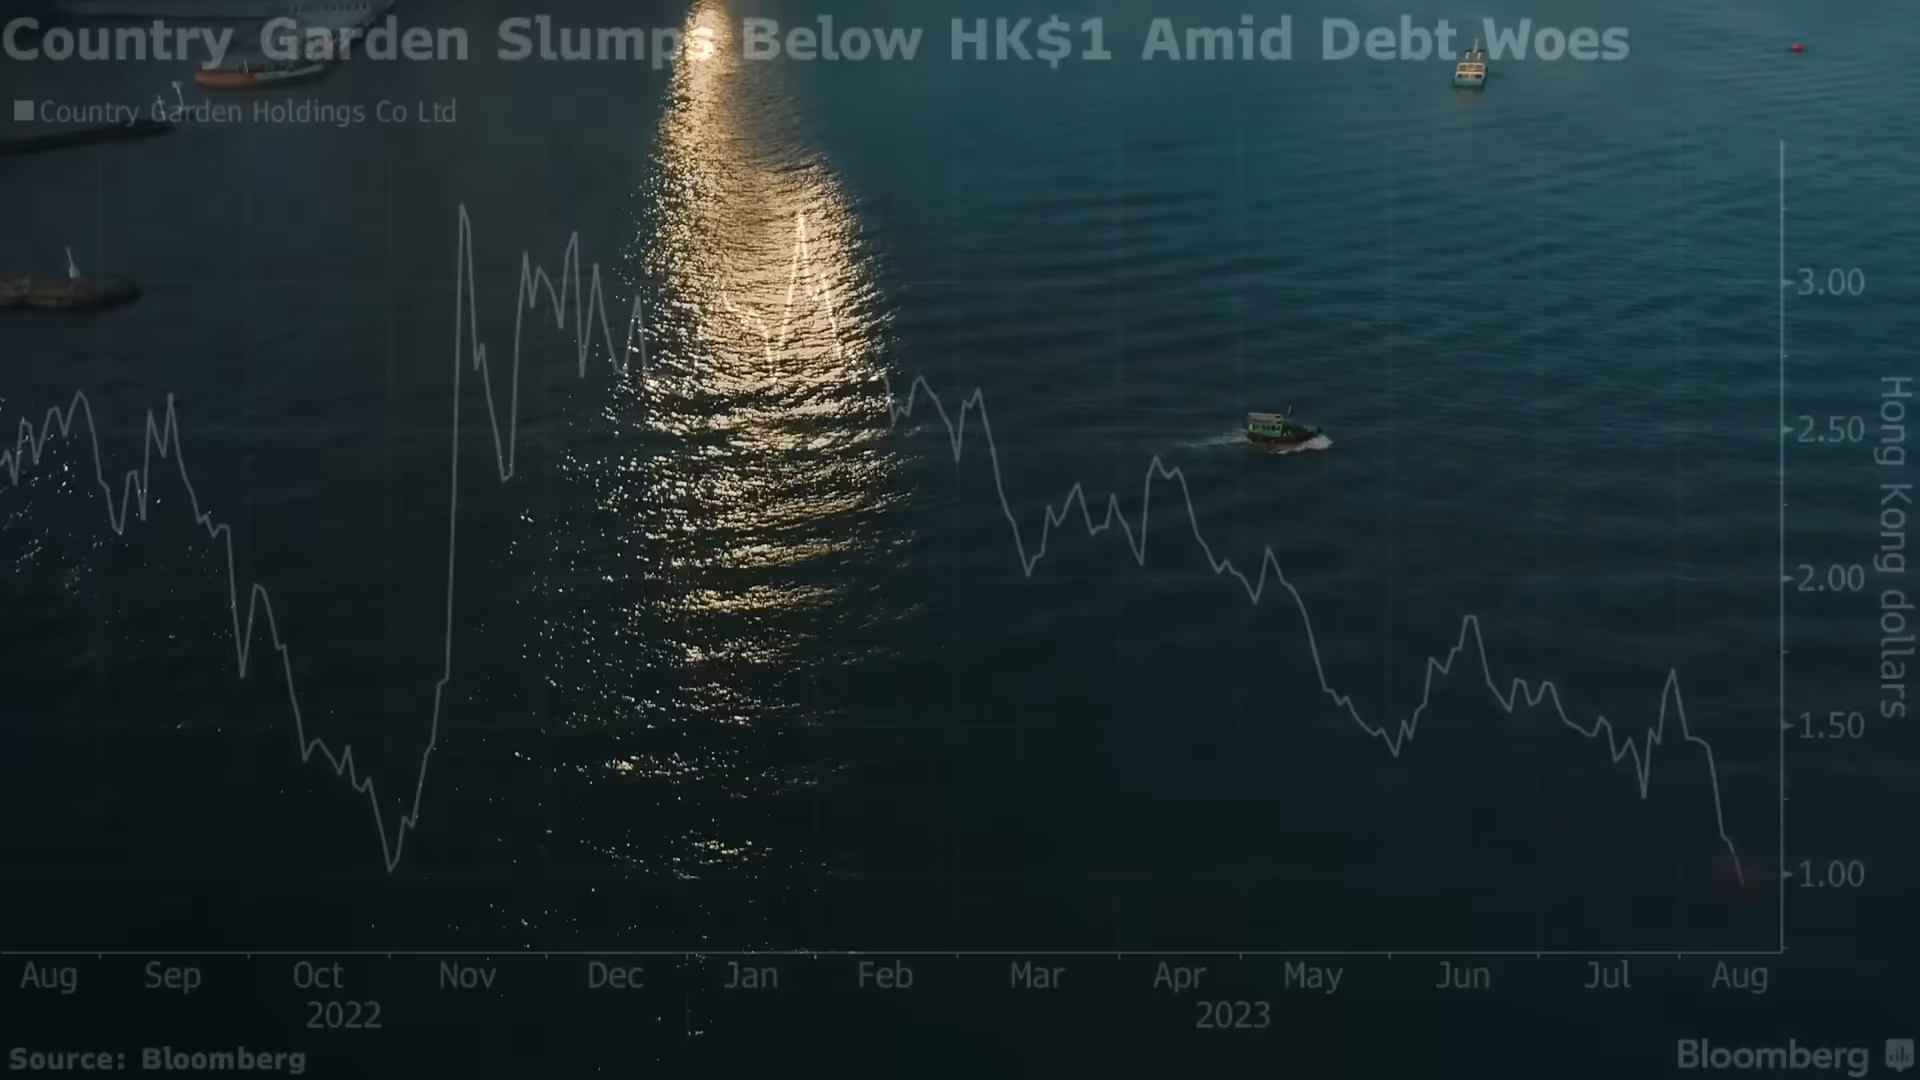 Country Garden Slumps Below HK$1 Amid Debt Woes
Country Garden Holdings Co Ltd
3.00
2.50
2.00
1.50
1.00
Hong Kong dollars
Aug Sep Oct Nov Dec Jan Feb Mar Apr May Jun Jul Aug
2022 2023
Source: Bloomberg
Bloomberg